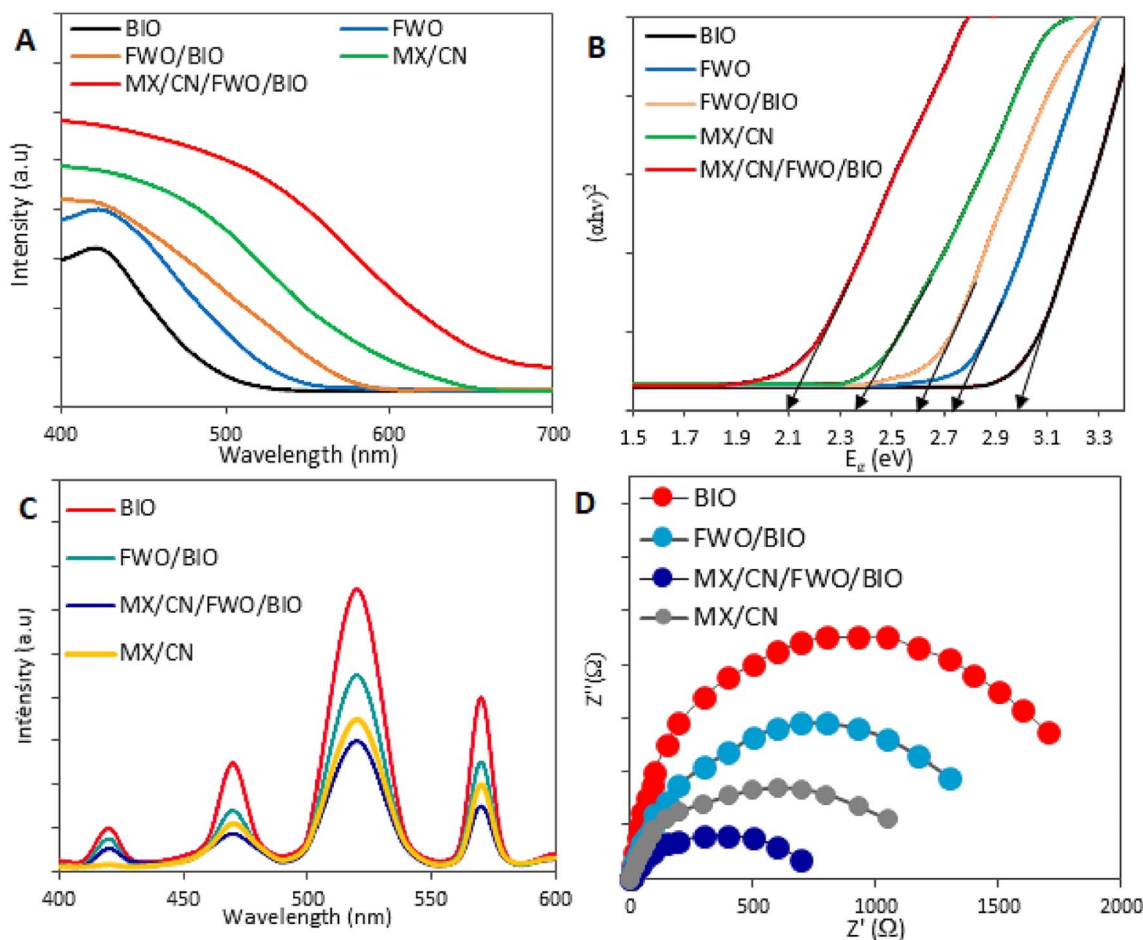 A
BIO
FWO
FWO/BIO
MX/CN
MX/CN/FWO/BIO
Intensity (a.u)
400 500 600 700
Wavelength (nm)
B
BIO
FWO
FWO/BIO
MX/CN
MX/CN/FWO/BIO
(αhν)²
1.5 1.7 1.9 2.1 2.3 2.5 2.7 2.9 3.1 3.3
Eg (eV)
C
BIO
FWO/BIO
MX/CN/FWO/BIO
MX/CN
Intensity (a.u)
400 450 500 550 600
Wavelength (nm)
D
BIO
FWO/BIO
MX/CN/FWO/BIO
MX/CN
Z''(Ω)
0 500 1000 1500 2000
Z' (Ω)